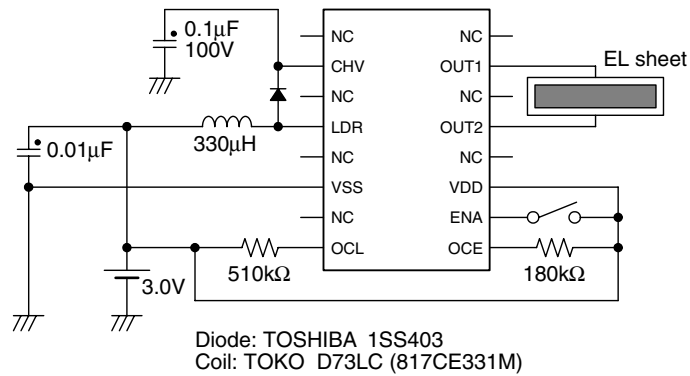 0.1μF
100V
NC
CHV
NC
LDR
NC
VSS
NC
OCL
NC
OUT1
NC
OUT2
NC
VDD
ENA
OCE
EL sheet
330μH
0.01μF
510kΩ
180kΩ
3.0V
Diode: TOSHIBA 1SS403
Coil: TOKO D73LC (817CE331M)